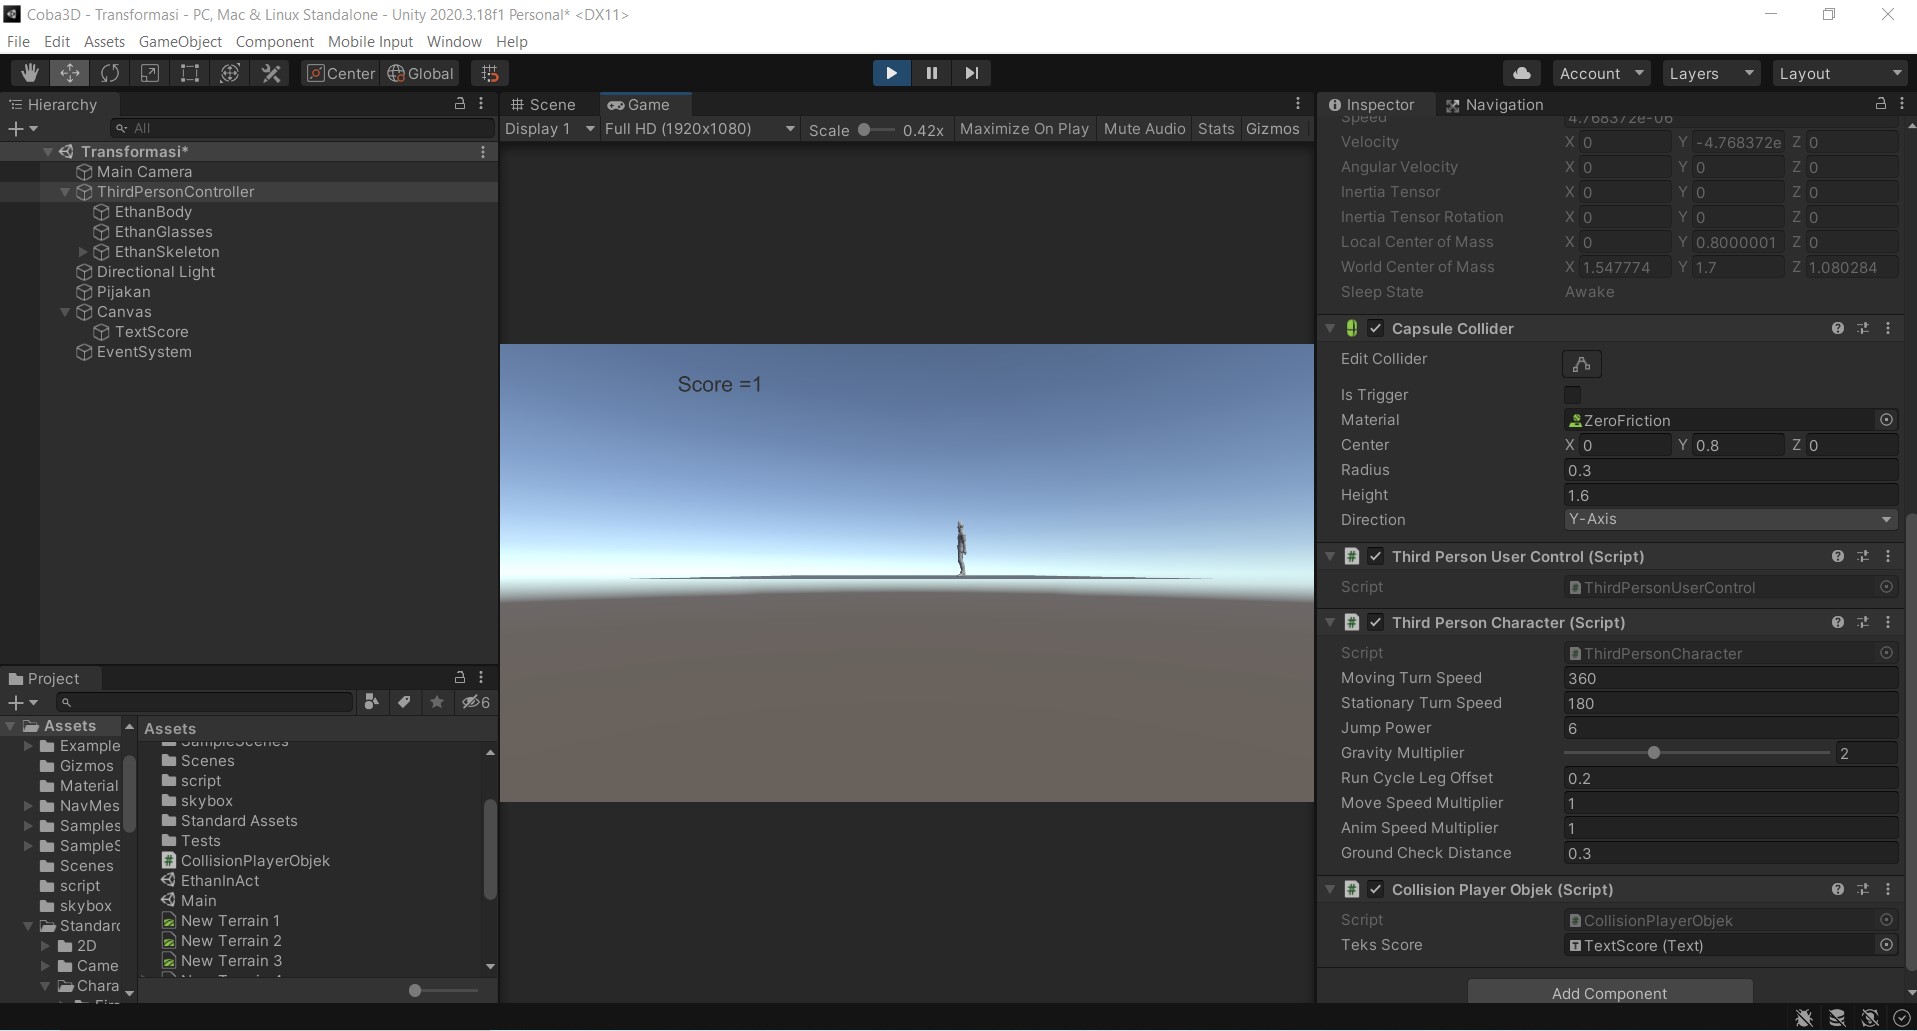 Coba3D - Transformasi - PC, Mac & Linux Standalone - Unity 2020.3.18f1 Personal* <DX11>
File Edit Assets GameObject Component Mobile Input Window Help
Center Global Account Layers Layout
Hierarchy
All
Transformasi*
Main Camera
ThirdPersonController
EthanBody
EthanGlasses
EthanSkeleton
Directional Light
Pijakan
Canvas
TextScore
EventSystem
Scene Game
Display 1 Full HD (1920x1080) Scale 0.42x Maximize On Play Mute Audio Stats Gizmos
Score =1
Project
6
Assets
Example
Gizmos
Material
NavMes
Samples
SampleS
Scenes
script
skybox
Standard
2D
Came
Chara
Assets
SampleScenes
Scenes
script
skybox
Standard Assets
Tests
CollisionPlayerObjek
EthanInAct
Main
New Terrain 1
New Terrain 2
New Terrain 3
Inspector Navigation
Speed 4.768372e-06
Velocity X 0 Y -4.768372e Z 0
Angular Velocity X 0 Y 0 Z 0
Inertia Tensor X 0 Y 0 Z 0
Inertia Tensor Rotation X 0 Y 0 Z 0
Local Center of Mass X 0 Y 0.8000001 Z 0
World Center of Mass X 1.547774 Y 1.7 Z 1.080284
Sleep State Awake
Capsule Collider
Edit Collider
Is Trigger
Material ZeroFriction
Center X 0 Y 0.8 Z 0
Radius 0.3
Height 1.6
Direction Y-Axis
Third Person User Control (Script)
Script ThirdPersonUserControl
Third Person Character (Script)
Script ThirdPersonCharacter
Moving Turn Speed 360
Stationary Turn Speed 180
Jump Power 6
Gravity Multiplier 2
Run Cycle Leg Offset 0.2
Move Speed Multiplier 1
Anim Speed Multiplier 1
Ground Check Distance 0.3
Collision Player Objek (Script)
Script CollisionPlayerObjek
Teks Score TextScore (Text)
Add Component